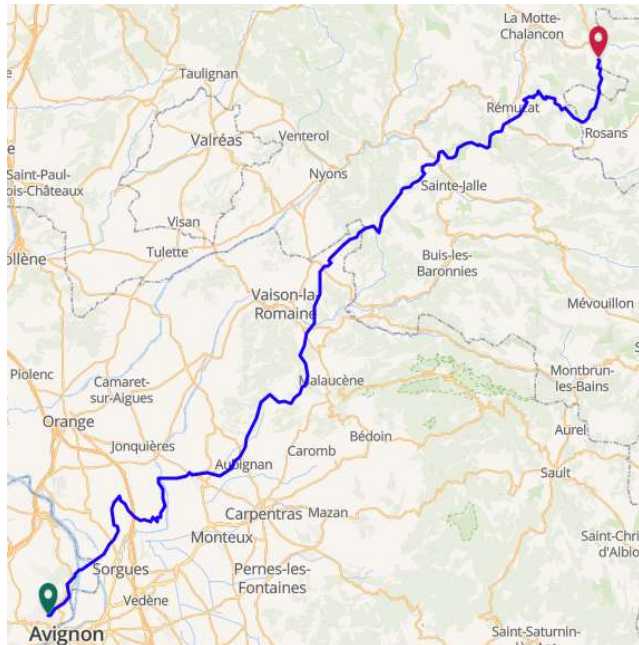 La Motte-
Chalancon
Taulignan
Rémuzat
Rosans
Valréas
Venterol
Saint-Paul-
ois-Châteaux
Nyons
Sainte-Jalle
Visan
Tulette
ollène
Buis-les-
Baronnies
Vaison-la-
Romaine
Mévouillon
Piolenc
Camaret-
sur-Aigues
Malaucène
Montbrun-
les-Bains
Orange
Jonquières
Bédoin
Aurel
Aubignan
Caromb
Sault
Carpentras
Mazan
Monteux
Saint-Chri
d'Albio
Sorgues
Pernes-les-
Fontaines
Vedène
Avignon
Saint-Saturnin-